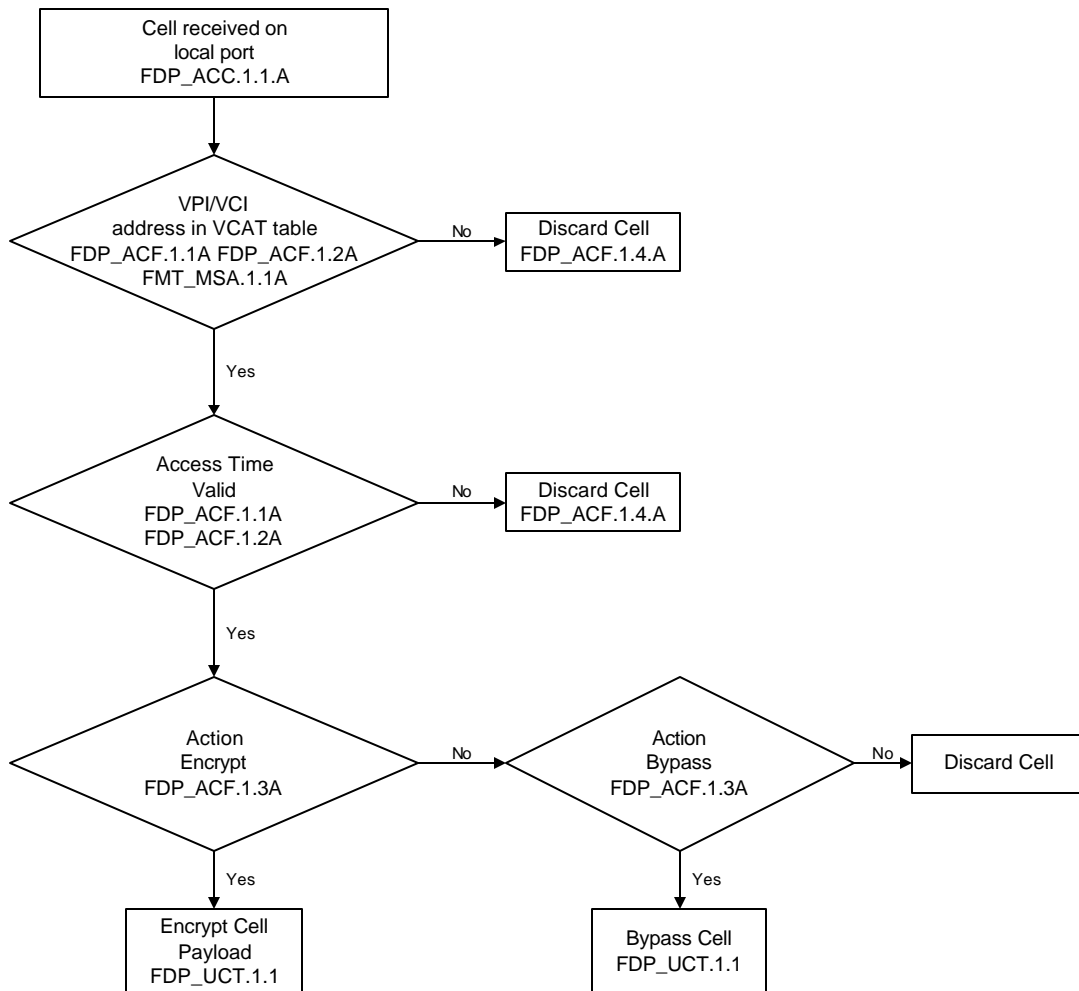 Cell received on
local port
FDP_ACC.1.1.A
VPI/VCI
address in VCAT table
FDP_ACF.1.1A FDP_ACF.1.2A
FMT_MSA.1.1A
No
Discard Cell
FDP_ACF.1.4.A
Yes
Access Time
Valid
FDP_ACF.1.1A
FDP_ACF.1.2A
No
Discard Cell
FDP_ACF.1.4.A
Yes
Action
Encrypt
FDP_ACF.1.3A
No
Action
Bypass
FDP_ACF.1.3A
No
Discard Cell
Yes
Yes
Encrypt Cell
Payload
FDP_UCT.1.1
Bypass Cell
FDP_UCT.1.1